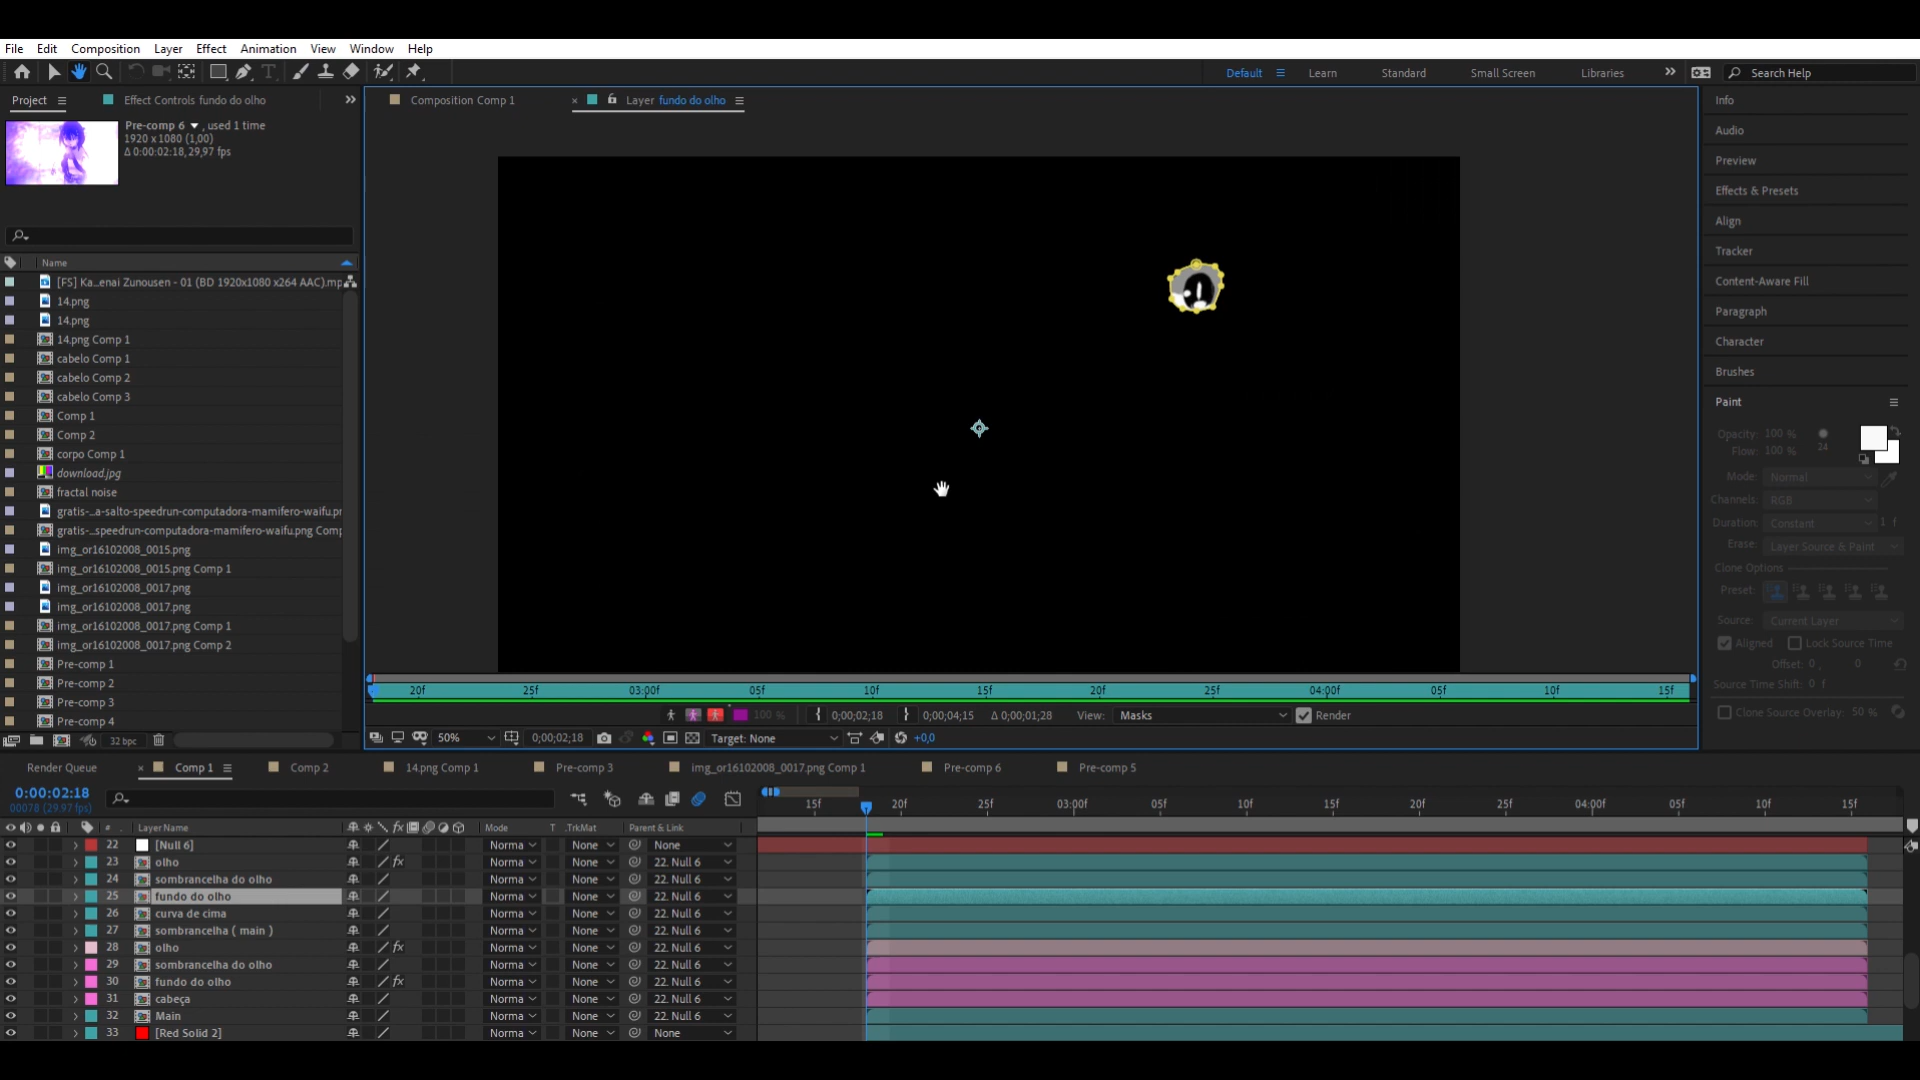 File Edit Composition Layer Effect Animation View Window Help
Default Learn Standard Small Screen Libraries Search Help
Project Effect Controls fundo do olho
Composition Comp 1
Layer fundo do olho
Pre-comp 6 , used 1 time
1920 x 1080 (1,00)
Δ 0:00:02:18, 29,97 fps
Name
[FS] Ka...enai Zunousen - 01 (BD 1920x1080 x264 AAC).mp
14.png
14.png
14.png Comp 1
cabelo Comp 1
cabelo Comp 2
cabelo Comp 3
Comp 1
Comp 2
corpo Comp 1
download.jpg
fractal noise
gratis-...a-salto-speedrun-computadora-mamifero-waifu.pr
gratis-...speedrun-computadora-mamifero-waifu.png Comp
img_or16102008_0015.png
img_or16102008_0015.png Comp 1
img_or16102008_0017.png
img_or16102008_0017.png
img_or16102008_0017.png Comp 1
img_or16102008_0017.png Comp 2
Pre-comp 1
Pre-comp 2
Pre-comp 3
Pre-comp 4
32 bpc
20f 25f 03:00f 05f 10f 15f 20f 25f 04:00f 05f 10f 15f
100 % 0;00;02;18 0;00;04;15 Δ 0;00;01;28 View: Masks Render
50% 0;00;02;18 Target: None +0,0
Info
Audio
Preview
Effects & Presets
Align
Tracker
Content-Aware Fill
Paragraph
Character
Brushes
Paint
Opacity: 100 %
Flow: 100 %
24
Mode: Normal
Channels: RGB
Duration: Constant 1 f
Erase: Layer Source & Paint
Clone Options
Preset:
Source: Current Layer
Aligned Lock Source Time
Offset: 0 , 0
Source Time Shift: 0 f
Clone Source Overlay: 50 %
Render Queue Comp 1 Comp 2 14.png Comp 1 Pre-comp 3 img_or16102008_0017.png Comp 1 Pre-comp 6 Pre-comp 5
0:00:02:18
00078 (29.97 fps)
15f 20f 25f 03:00f 05f 10f 15f 20f 25f 04:00f 05f 10f 15f
# Layer Name Mode T .TrkMat Parent & Link
22 [Null 6] Norma None None
23 olho fx Norma None 22. Null 6
24 sombrancelha do olho Norma None 22. Null 6
25 fundo do olho Norma None 22. Null 6
26 curva de cima Norma None 22. Null 6
27 sombrancelha ( main ) Norma None 22. Null 6
28 olho fx Norma None 22. Null 6
29 sombrancelha do olho Norma None 22. Null 6
30 fundo do olho fx Norma None 22. Null 6
31 cabeça Norma None 22. Null 6
32 Main Norma None 22. Null 6
33 [Red Solid 2] Norma None None